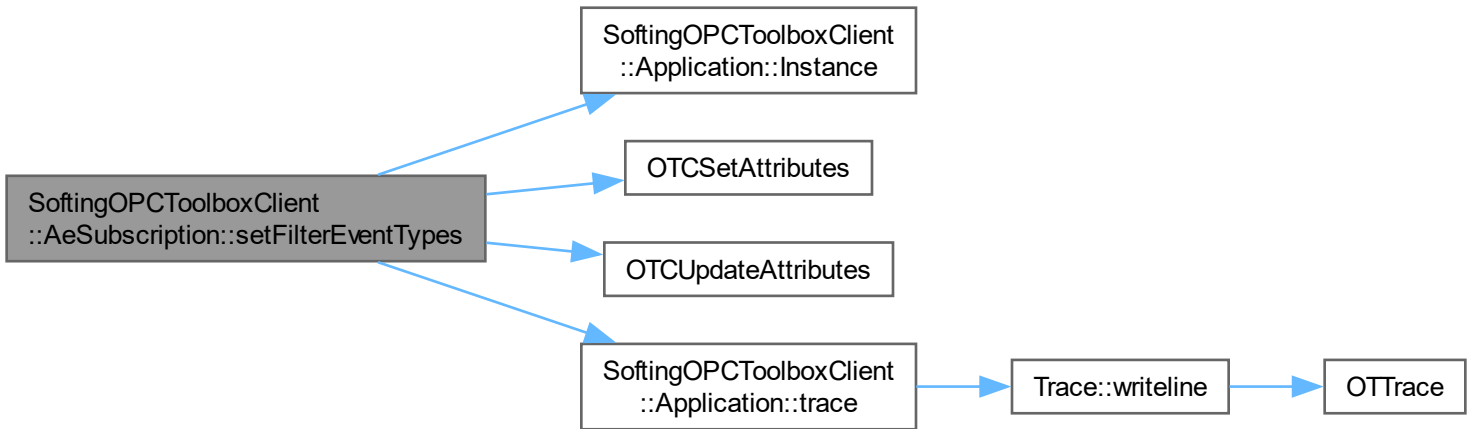 SoftingOPCToolboxClient
::Application::Instance
OTCSetAttributes
SoftingOPCToolboxClient
::AeSubscription::setFilterEventTypes
OTCUpdateAttributes
SoftingOPCToolboxClient
::Application::trace
Trace::writeline
OTTrace